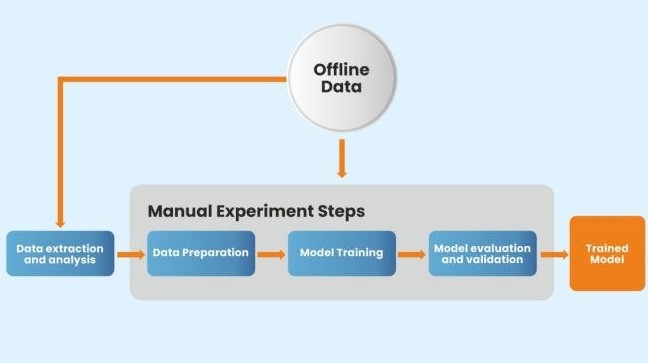 Offline
Data
Manual Experiment Steps
Data extraction
and analysis
Data Preparation
Model Training
Model evaluation
and validation
Trained
Model